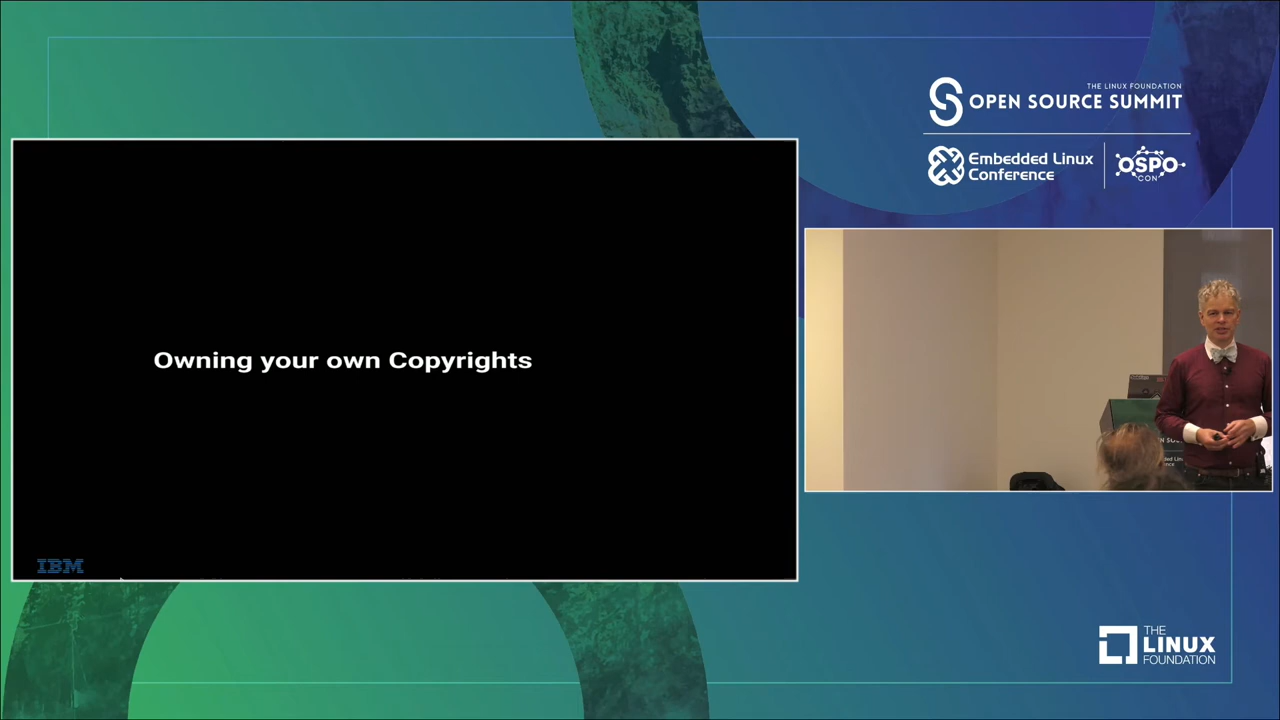 THE LINUX FOUNDATION
OPEN SOURCE SUMMIT
Embedded Linux
Conference
OSPO
CON
Owning your own Copyrights
IBM
THE
LINUX
FOUNDATION